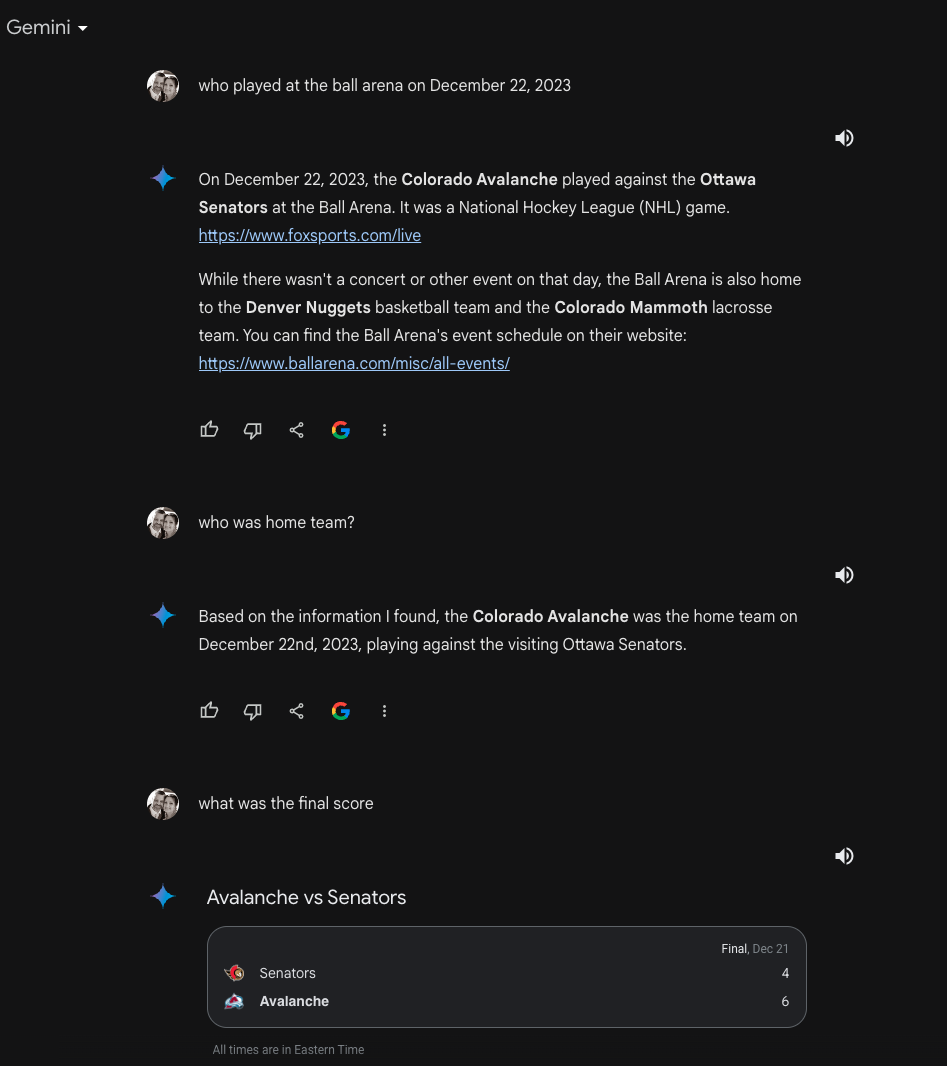 Gemini
who played at the ball arena on December 22, 2023
On December 22, 2023, the Colorado Avalanche played against the Ottawa
Senators at the Ball Arena. It was a National Hockey League (NHL) game.
https://www.foxsports.com/live
While there wasn't a concert or other event on that day, the Ball Arena is also home
to the Denver Nuggets basketball team and the Colorado Mammoth lacrosse
team. You can find the Ball Arena's event schedule on their website:
https://www.ballarena.com/misc/all-events/
who was home team?
Based on the information I found, the Colorado Avalanche was the home team on
December 22nd, 2023, playing against the visiting Ottawa Senators.
what was the final score
Avalanche vs Senators
Final, Dec 21
Senators 4
Avalanche 6
All times are in Eastern Time